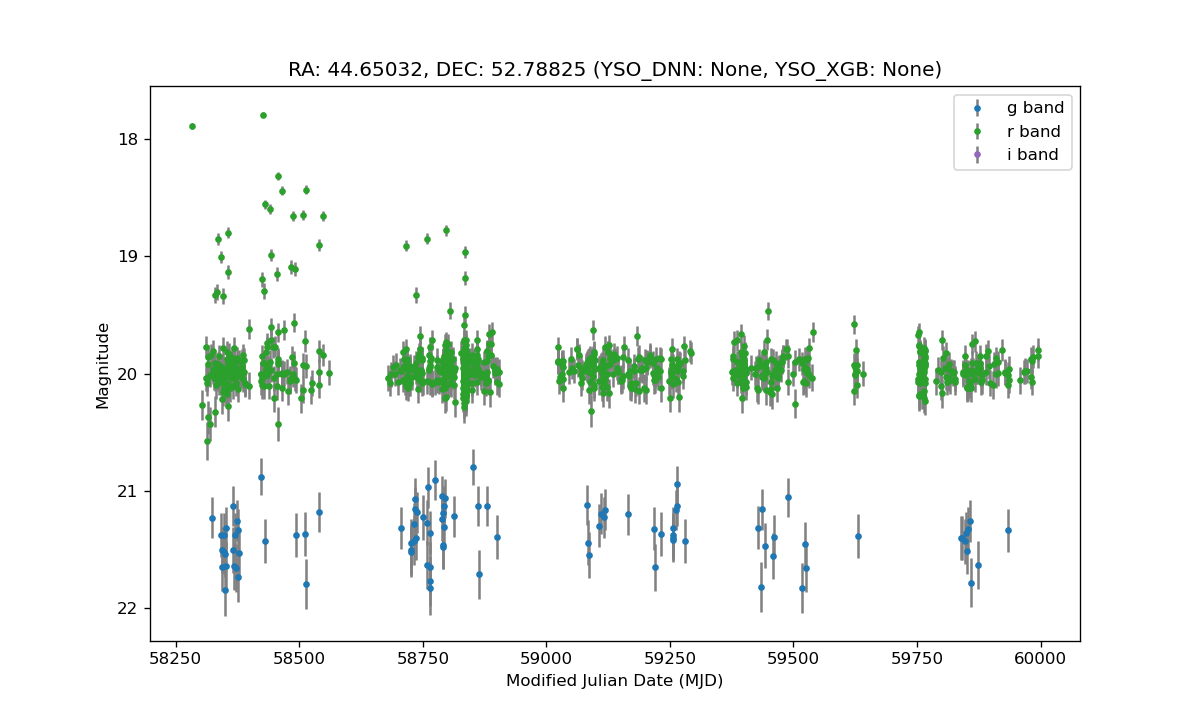 RA: 44.65032, DEC: 52.78825 (YSO_DNN: None, YSO_XGB: None)
g band
r band
i band
18
19
20
21
22
Magnitude
58250 58500 58750 59000 59250 59500 59750 60000
Modified Julian Date (MJD)